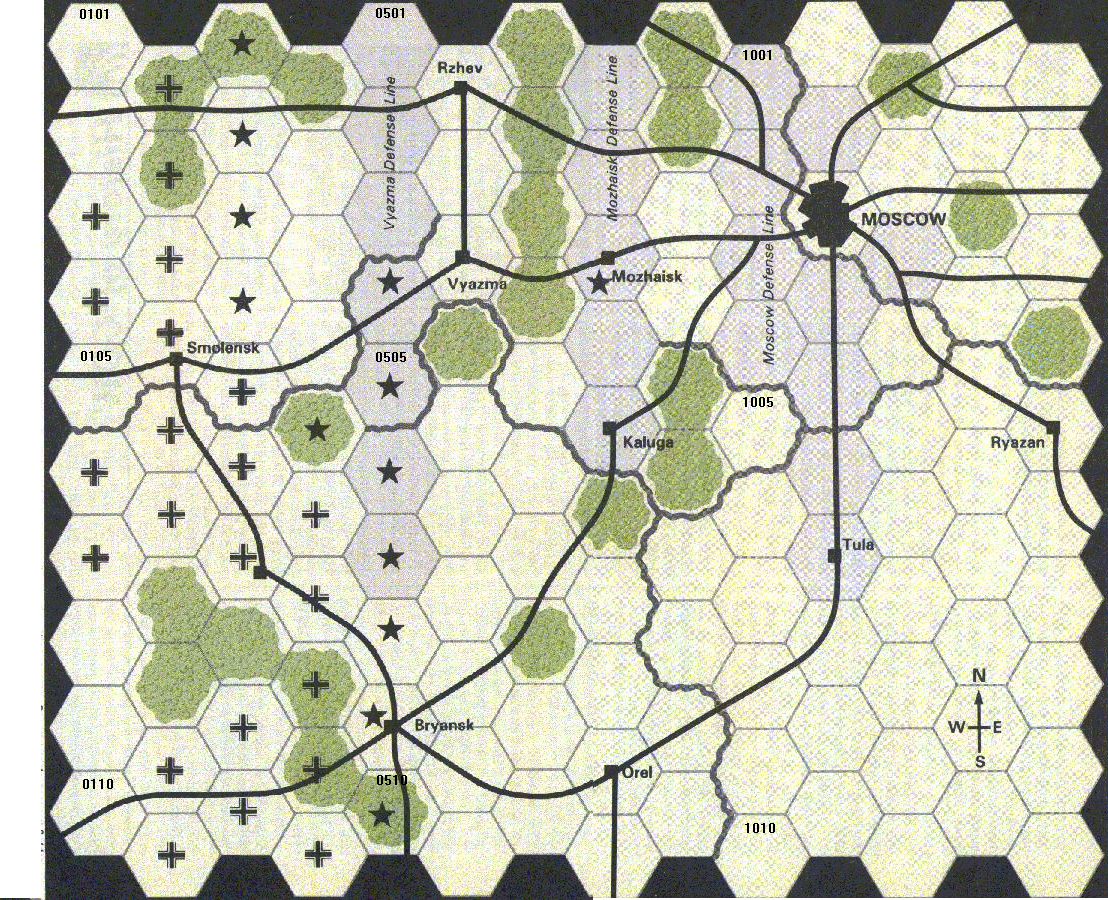 0101
0501
1001
Rzhev
Vyazma Defense Line
Mozhaisk Defense Line
Moscow Defense Line
MOSCOW
Vyazma
Mozhaisk
0105
Smolensk
0505
1005
Kaluga
Ryazan
Tula
N
W
E
S
Bryansk
0110
0510
Orel
1010